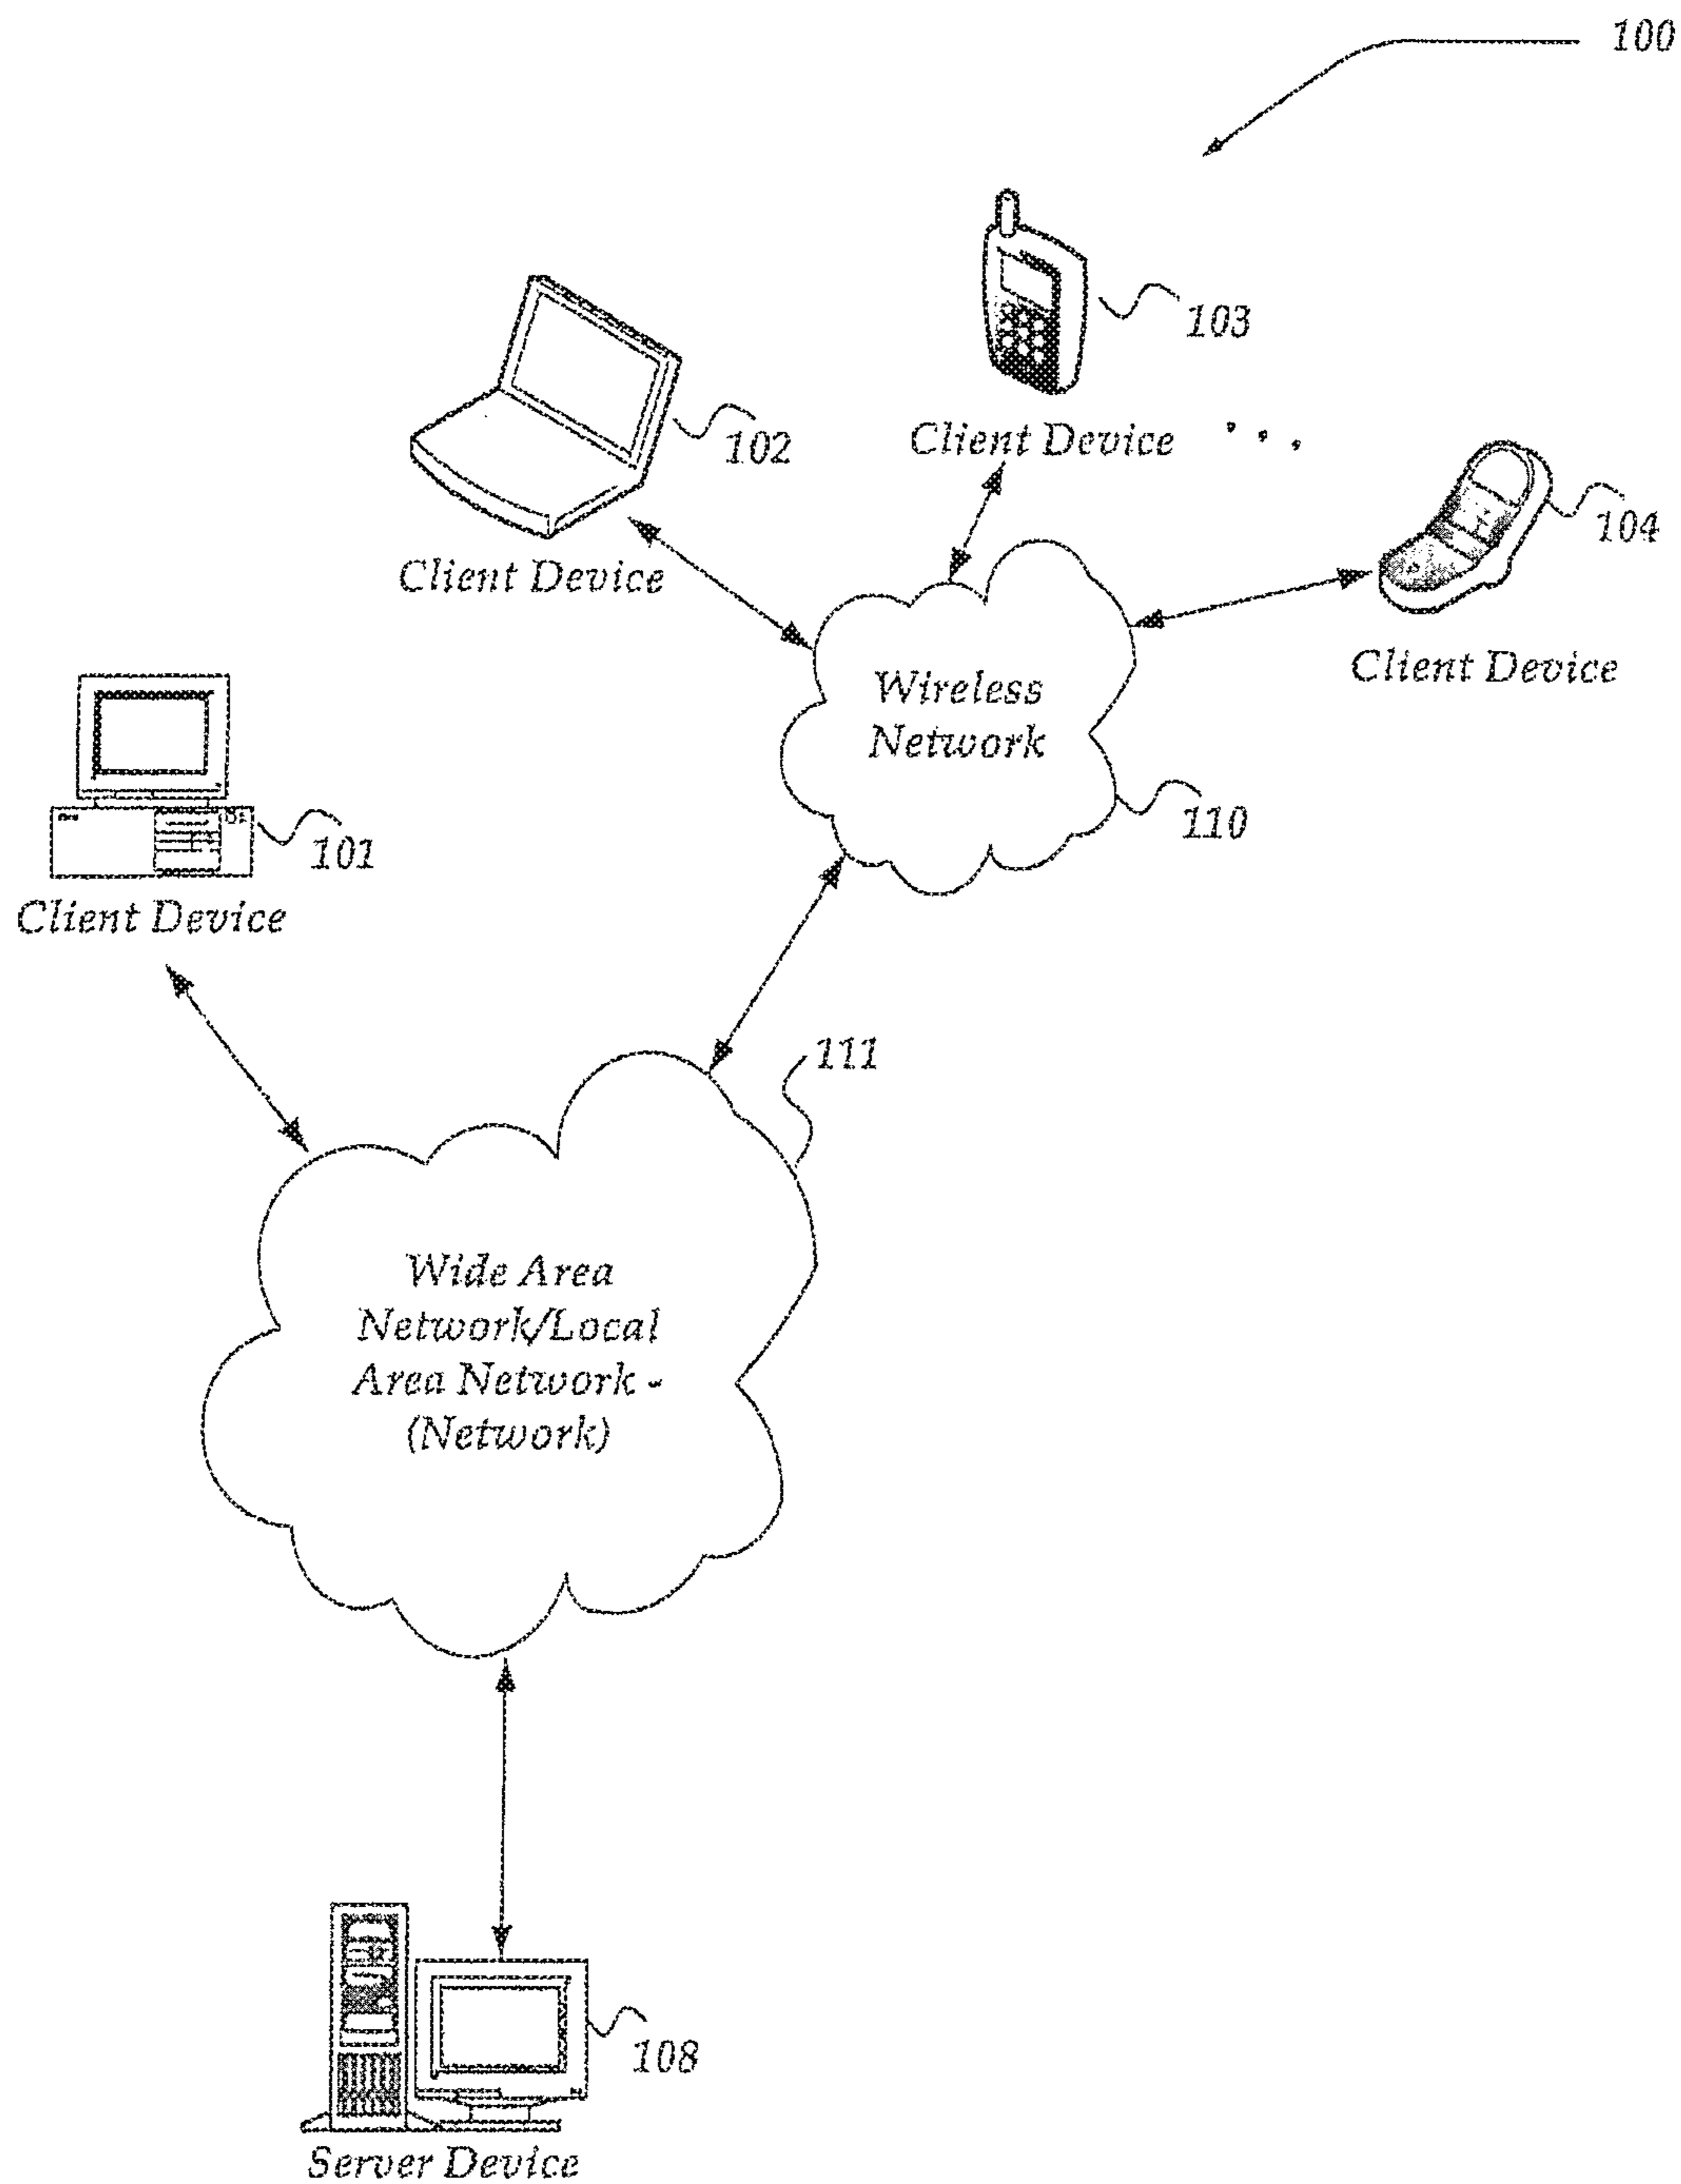 100
103
Client Device . . .
102
Client Device
104
Client Device
Wireless
Network
110
101
Client Device
111
Wide Area
Network/Local
Area Network -
(Network)
108
Server Device